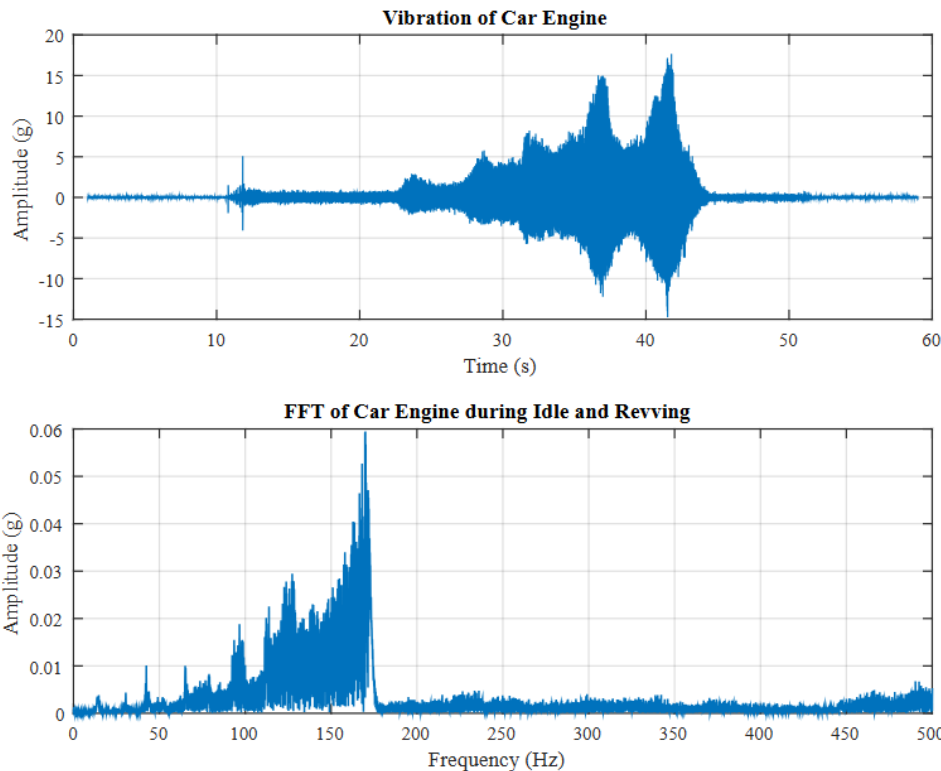 Vibration of Car Engine
20
15
10
5
0
-5
-10
-15
Amplitude (g)
0 10 20 30 40 50 60
Time (s)
FFT of Car Engine during Idle and Revving
0.06
0.05
0.04
0.03
0.02
0.01
0
Amplitude (g)
0 50 100 150 200 250 300 350 400 450 500
Frequency (Hz)